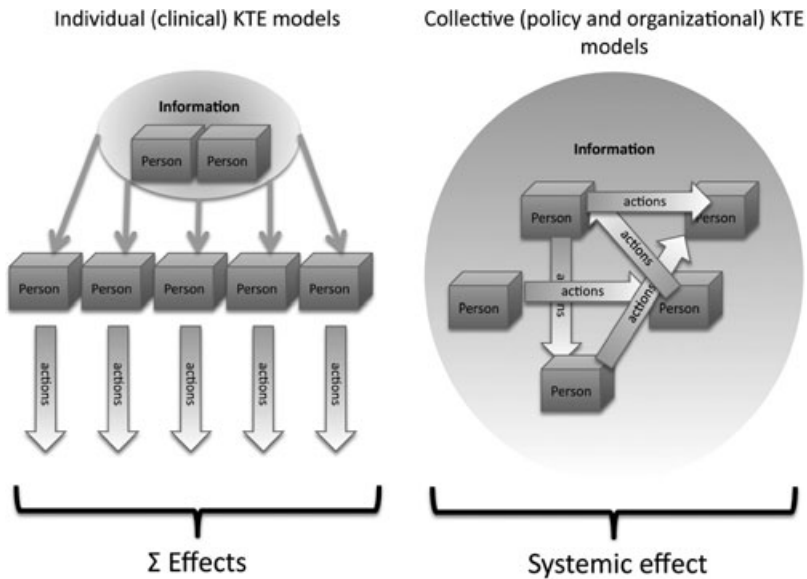 Individual (clinical) KTE models
Information
Person Person
Person Person Person Person Person
actions actions actions actions actions
Σ Effects
Collective (policy and organizational) KTE
models
Information
Person actions Person
actions
actions
Person actions actions Person
Person
Systemic effect